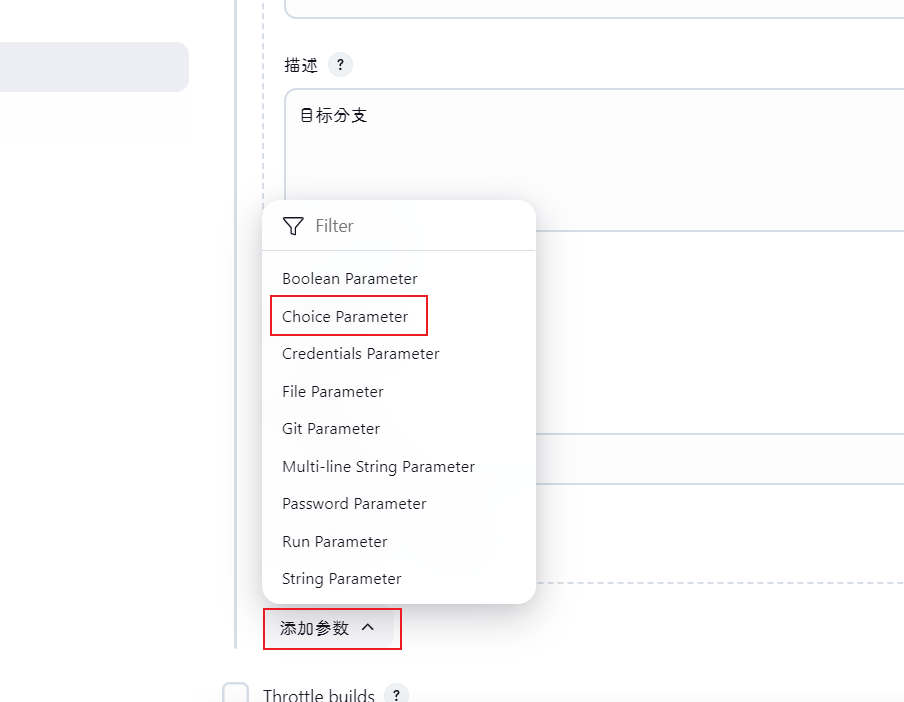 描述 ?
目标分支
Filter
Boolean Parameter
Choice Parameter
Credentials Parameter
File Parameter
Git Parameter
Multi-line String Parameter
Password Parameter
Run Parameter
String Parameter
添加参数
Throttle builds ?